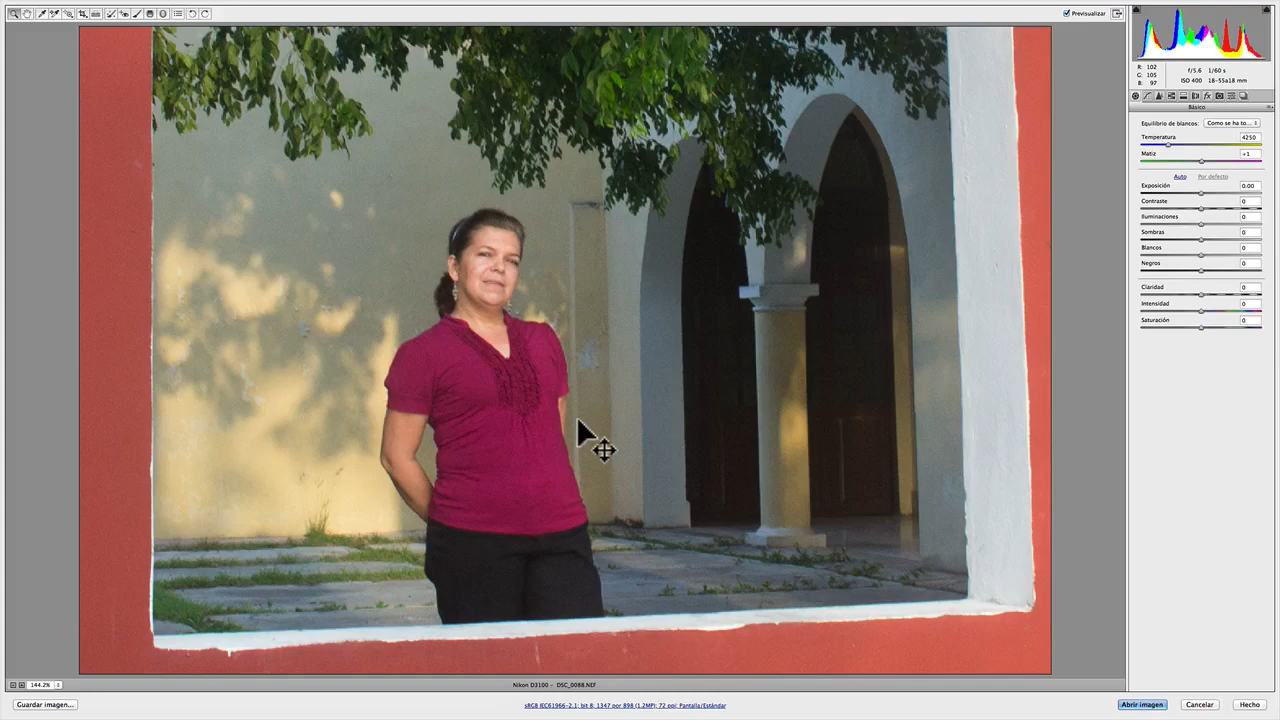 Previsualizar
R: 102
G: 105
B: 97
f/5.6 1/60 s
ISO 400 18-55a18 mm
Básico
Equilibrio de blancos: Como se ha to...
Temperatura 4250
Matiz +1
Auto Por defecto
Exposición 0.00
Contraste 0
Iluminaciones 0
Sombras 0
Blancos 0
Negros 0
Claridad 0
Intensidad 0
Saturación 0
144.2% Nikon D3100 - DSC_0088.NEF
Guardar imagen... sRGB IEC61966-2.1; bit 8; 1347 por 898 (1.2MP); 72 ppi; Pantalla/Estándar Abrir imagen Cancelar Hecho